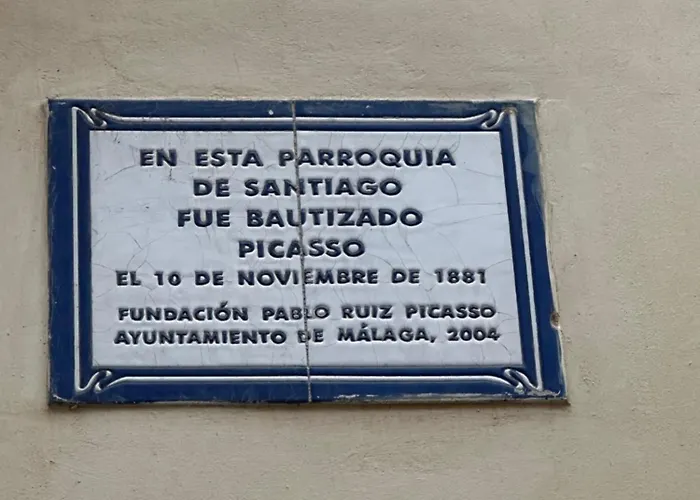 EN ESTA PARROQUIA
DE SANTIAGO
FUE BAUTIZADO
PICASSO
EL 10 DE NOVIEMBRE DE 1881
FUNDACIÓN PABLO RUIZ PICASSO
AYUNTAMIENTO DE MÁLAGA, 2004